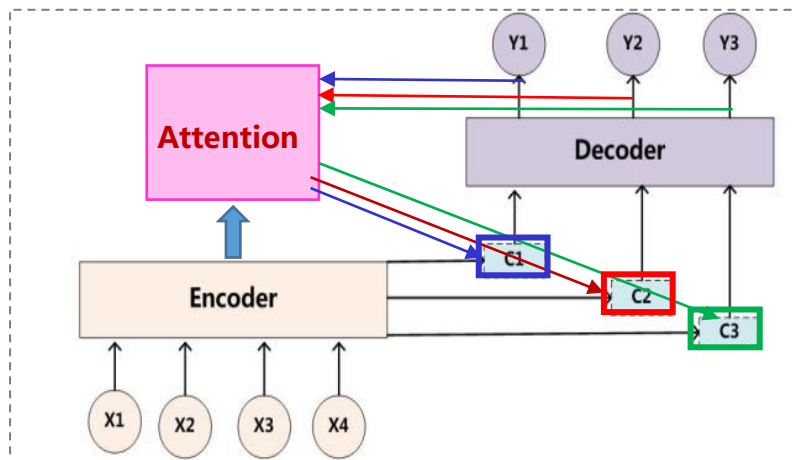 Y1 Y2 Y3
Attention
Decoder
C1
Encoder
C2
C3
X1 X2 X3 X4